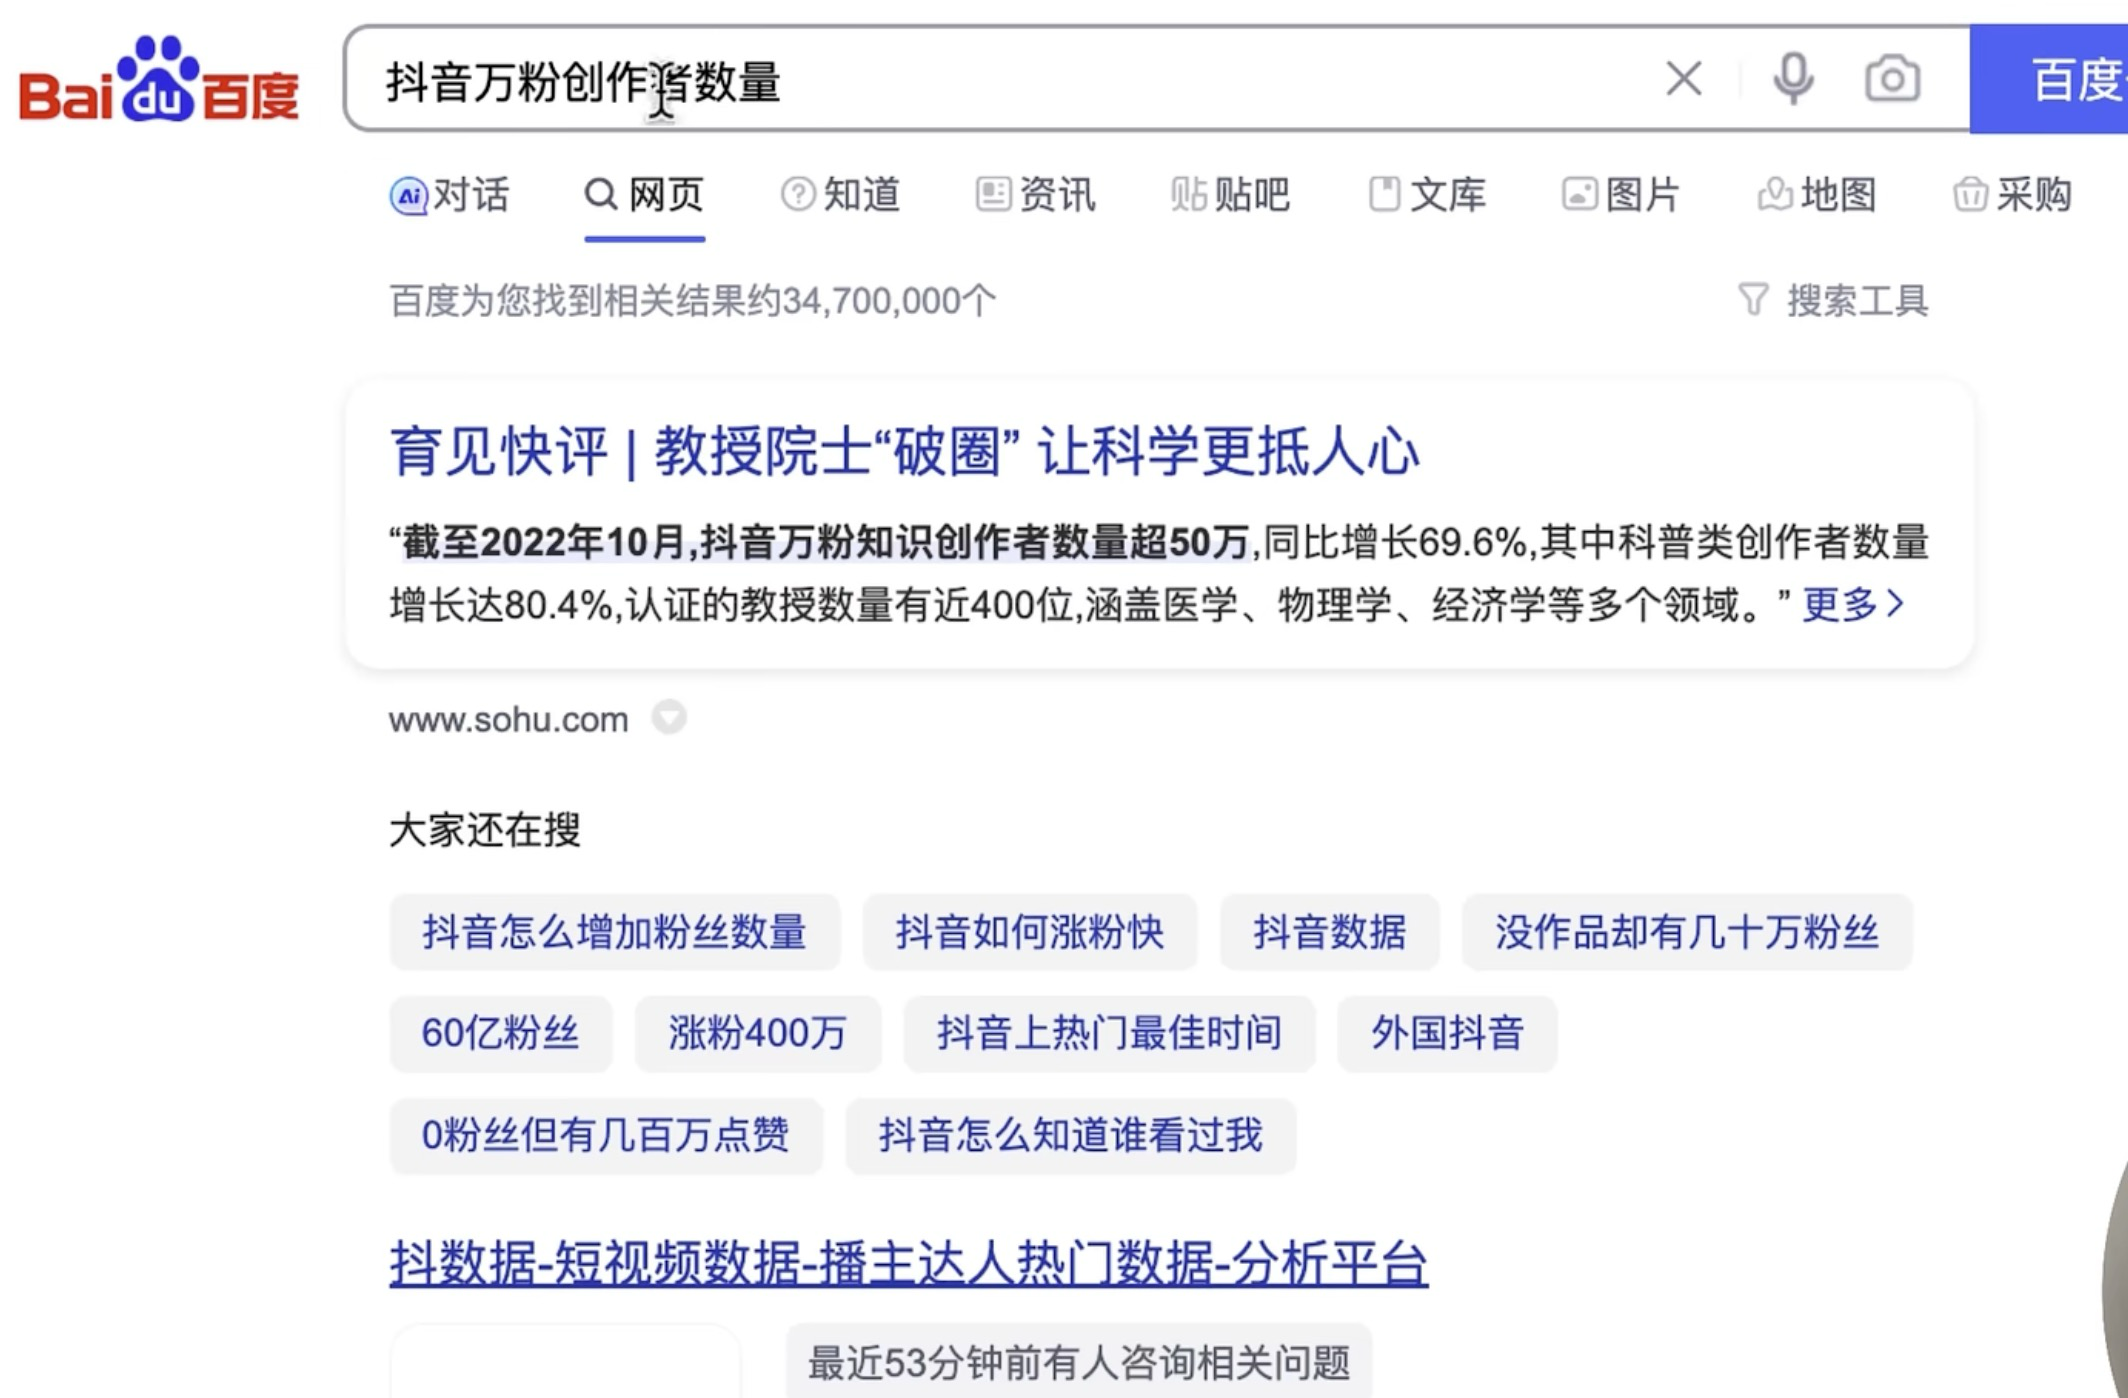 Bai du 百度
抖音万粉创作者数量
百度
Ai 对话 网页 知道 资讯 贴 贴吧 文库 图片 地图 采购
百度为您找到相关结果约34,700,000个
搜索工具
育见快评 | 教授院士“破圈” 让科学更抵人心
“截至2022年10月,抖音万粉知识创作者数量超50万,同比增长69.6%,其中科普类创作者数量
增长达80.4%,认证的教授数量有近400位,涵盖医学、物理学、经济学等多个领域。” 更多>
www.sohu.com
大家还在搜
抖音怎么增加粉丝数量 抖音如何涨粉快 抖音数据 没作品却有几十万粉丝
60亿粉丝 涨粉400万 抖音上热门最佳时间 外国抖音
0粉丝但有几百万点赞 抖音怎么知道谁看过我
抖数据-短视频数据-播主达人热门数据-分析平台
最近53分钟前有人咨询相关问题